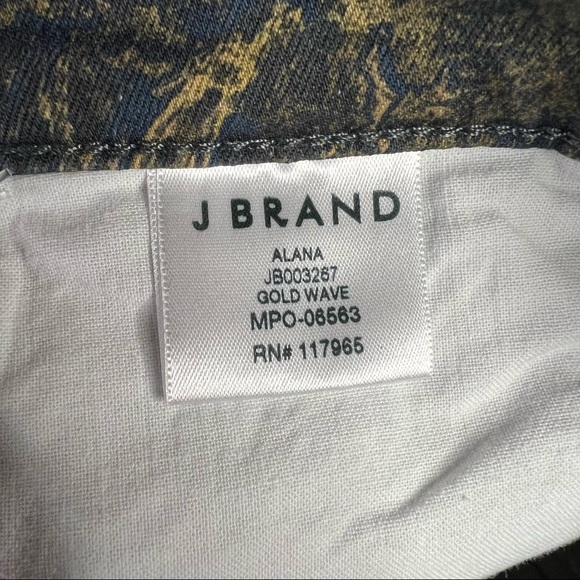 J BRAND
ALANA
JB003267
GOLD WAVE
MPO-06563
RN# 117965